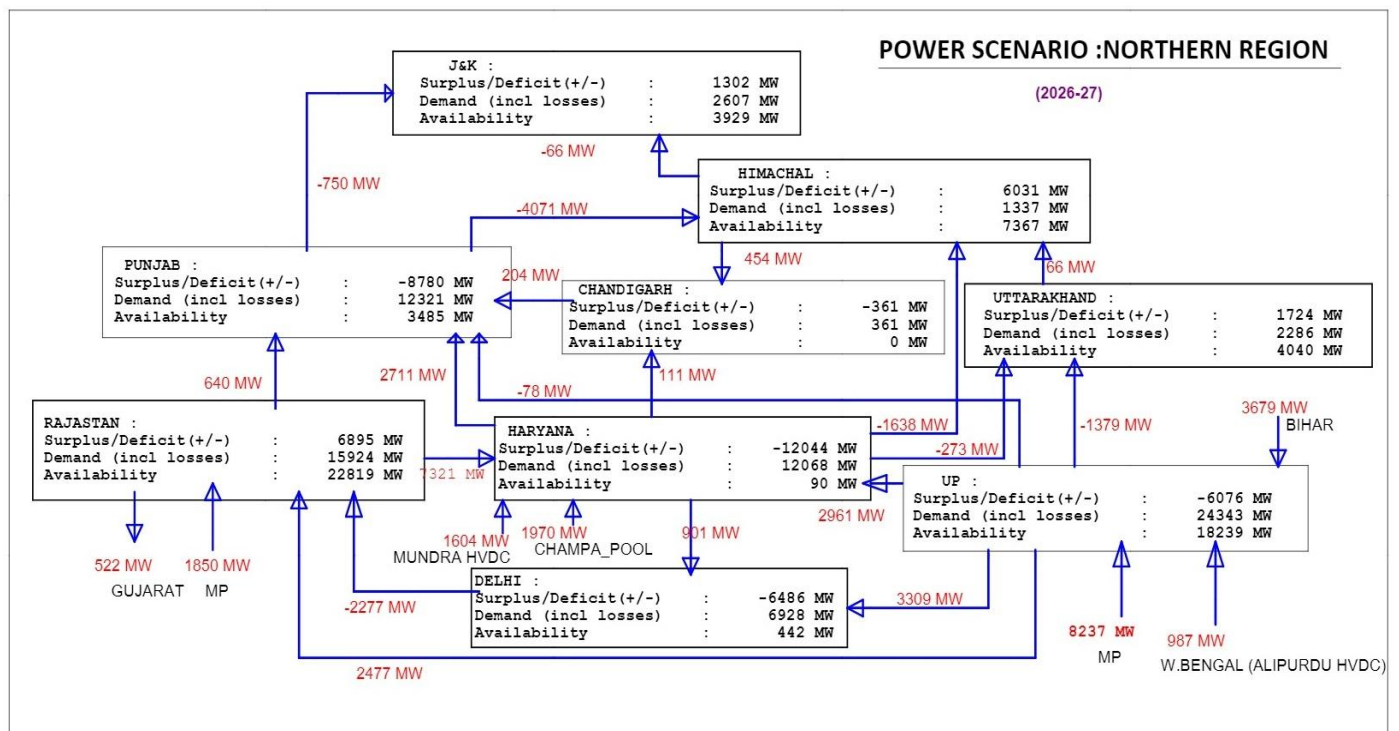 POWER SCENARIO :NORTHERN REGION
(2026-27)
J&K :
Surplus/Deficit(+/-) : 1302 MW
Demand (incl losses) : 2607 MW
Availability : 3929 MW
-66 MW
-750 MW
HIMACHAL :
Surplus/Deficit(+/-) : 6031 MW
Demand (incl losses) : 1337 MW
Availability : 7367 MW
-4071 MW
454 MW
66 MW
PUNJAB :
Surplus/Deficit(+/-) : -8780 MW
Demand (incl losses) : 12321 MW
Availability : 3485 MW
204 MW
CHANDIGARH :
Surplus/Deficit(+/-) : -361 MW
Demand (incl losses) : 361 MW
Availability : 0 MW
UTTARAKHAND :
Surplus/Deficit(+/-) : 1724 MW
Demand (incl losses) : 2286 MW
Availability : 4040 MW
640 MW
2711 MW
-78 MW
111 MW
-1638 MW
-273 MW
-1379 MW
3679 MW
BIHAR
RAJASTAN :
Surplus/Deficit(+/-) : 6895 MW
Demand (incl losses) : 15924 MW
Availability : 22819 MW
7321 MW
HARYANA :
Surplus/Deficit(+/-) : -12044 MW
Demand (incl losses) : 12068 MW
Availability : 90 MW
2961 MW
UP :
Surplus/Deficit(+/-) : -6076 MW
Demand (incl losses) : 24343 MW
Availability : 18239 MW
522 MW
GUJARAT
1850 MW
MP
1604 MW
MUNDRA HVDC
1970 MW
CHAMPA_POOL
901 MW
DELHI :
Surplus/Deficit(+/-) : -6486 MW
Demand (incl losses) : 6928 MW
Availability : 442 MW
-2277 MW
3309 MW
2477 MW
8237 MW
MP
987 MW
W.BENGAL (ALIPURDU HVDC)